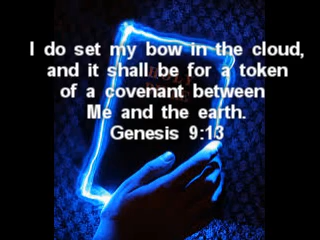 I do set my bow in the cloud,
and it shall be for a token
of a covenant between
Me and the earth.
Genesis 9:13